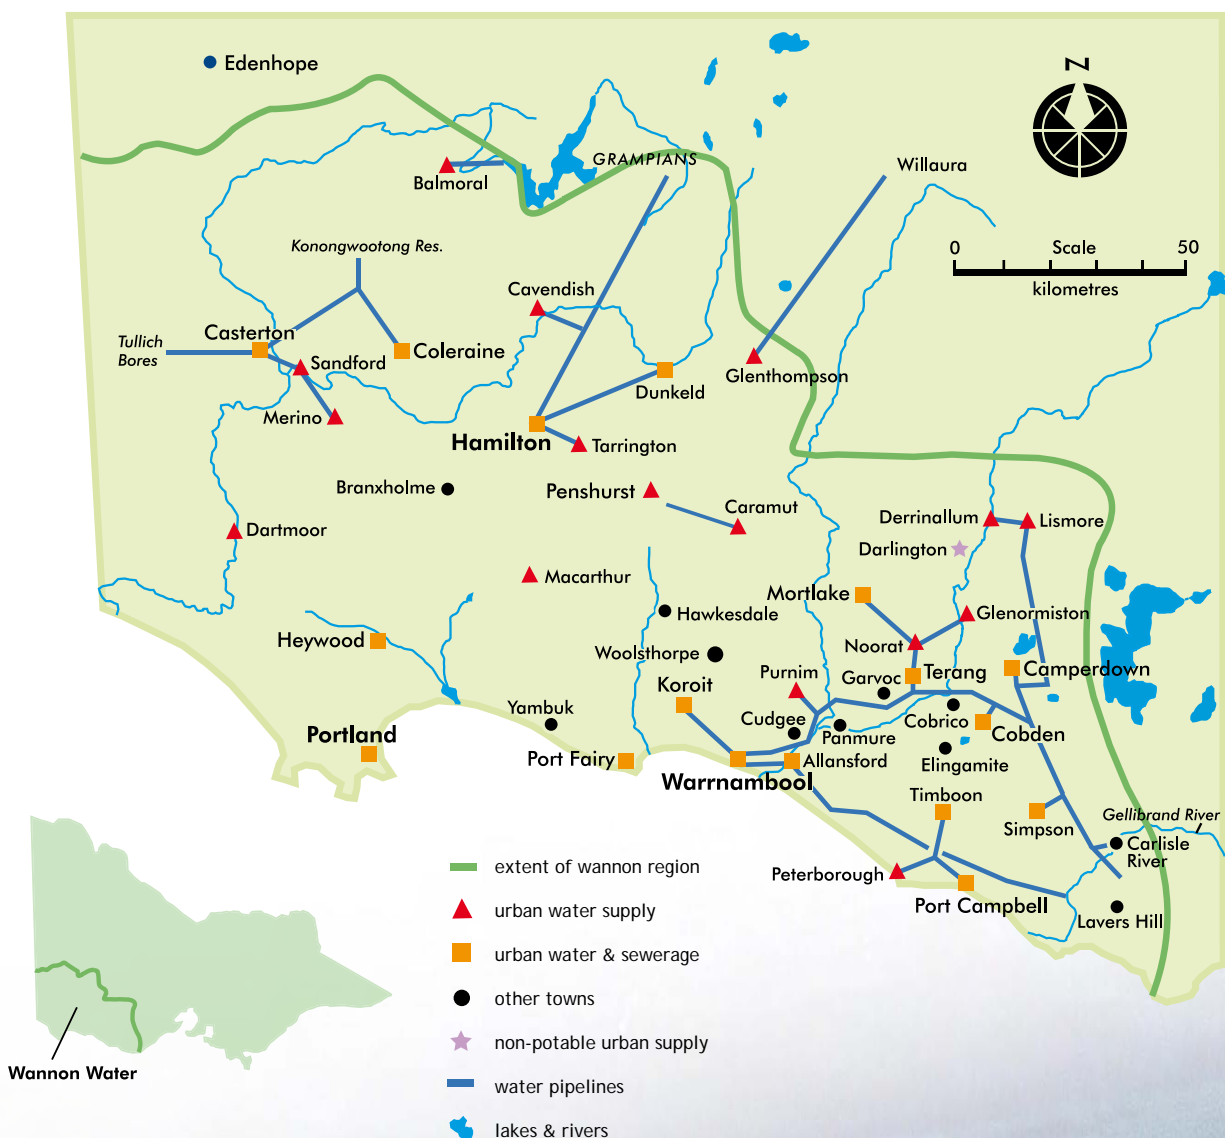 Edenhope
N
GRAMPIANS
Willaura
Balmoral
Konongwootong Res.
0 Scale 50
kilometres
Cavendish
Casterton
Tullich
Bores
Sandford
Coleraine
Glenthompson
Dunkeld
Merino
Hamilton
Tarrington
Branxholme
Penshurst
Caramut
Derrinallum
Lismore
Dartmoor
Darlington
Macarthur
Mortlake
Hawkesdale
Glenormiston
Heywood
Noorat
Woolsthorpe
Purnim
Garvoc
Terang
Camperdown
Koroit
Yambuk
Cudgee
Panmure
Cobrico
Cobden
Portland
Port Fairy
Allansford
Elingamite
Warrnambool
Timboon
Simpson
Gellibrand River
Carlisle
River
Peterborough
Port Campbell
Lavers Hill
extent of wannon region
urban water supply
urban water & sewerage
other towns
non-potable urban supply
water pipelines
lakes & rivers
Wannon Water